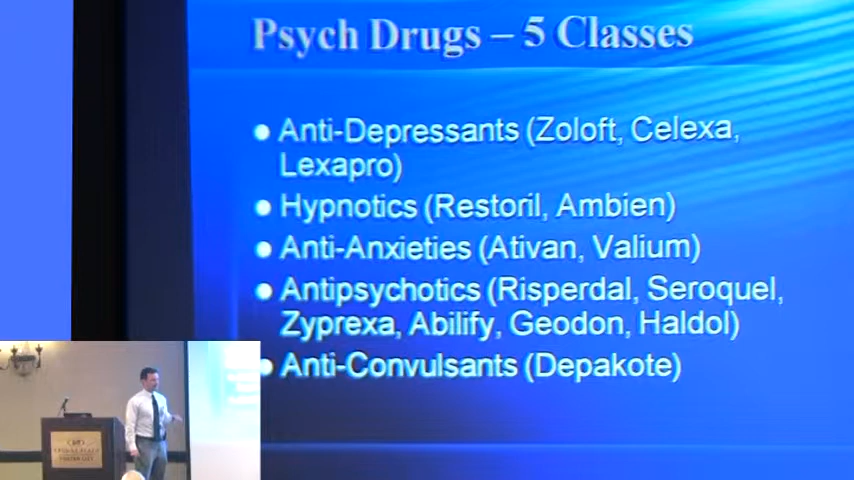 Psych Drugs – 5 Classes
● Anti-Depressants (Zoloft, Celexa,
Lexapro)
● Hypnotics (Restoril, Ambien)
● Anti-Anxieties (Ativan, Valium)
● Antipsychotics (Risperdal, Seroquel,
Zyprexa, Abilify, Geodon, Haldol)
● Anti-Convulsants (Depakote)